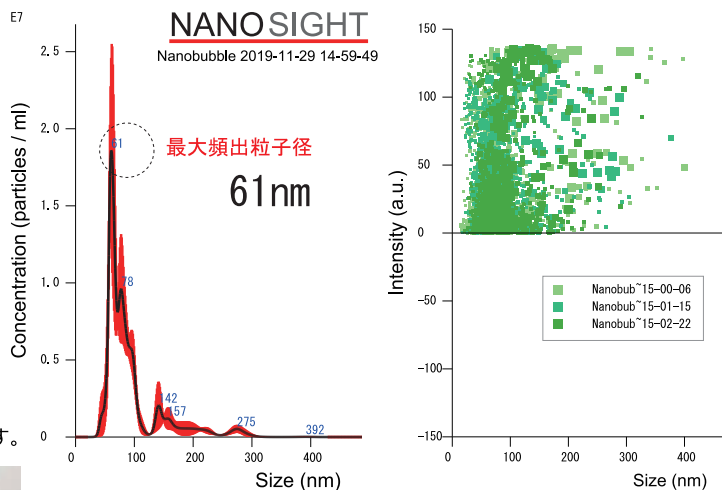 E7
NANOSIGHT
Nanobubble 2019-11-29 14-59-49
Concentration (particles / ml)
2.5
2.0
1.5
1.0
0.5
0
61
最大頻出粒子径
61nm
78
142
157
275
392
0 100 200 300 400
Size (nm)
す。
Intensity (a.u.)
150
100
50
0
-50
-100
-150
Nanobub~15-00-06
Nanobub~15-01-15
Nanobub~15-02-22
0 100 200 300 400
Size (nm)